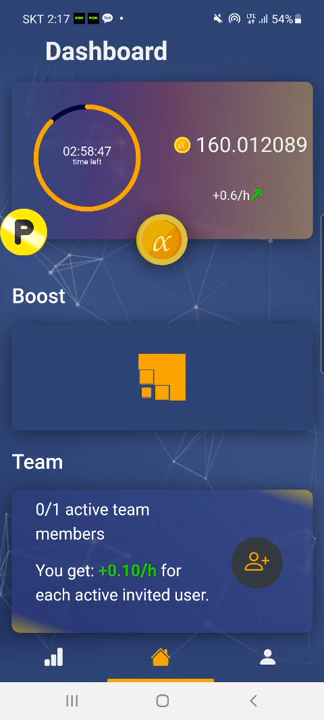 SKT 2:17
LTE 54%
Dashboard
02:58:47
time left
α 160.012089
+0.6/h
P
α
Boost
Team
0/1 active team
members
You get: +0.10/h for
each active invited user.